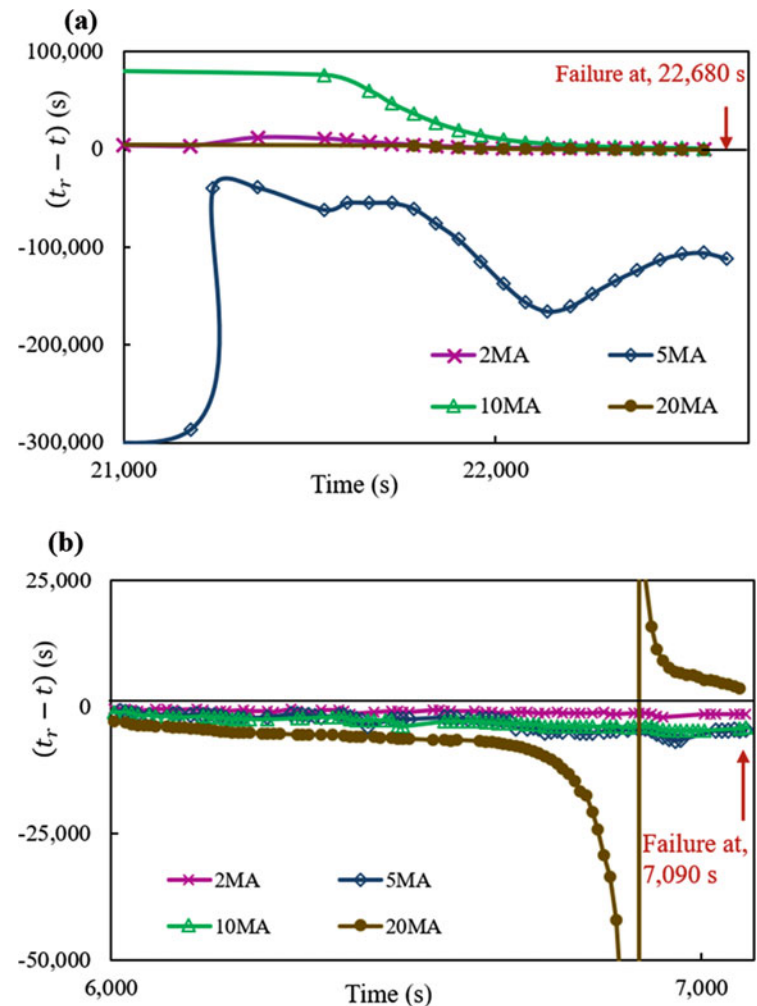 (a)
100,000
Failure at, 22,680 s
0
-100,000
-200,000
-300,000
(t_r − t) (s)
2MA
5MA
10MA
20MA
21,000
22,000
Time (s)
(b)
25,000
0
-25,000
-50,000
(t_r − t) (s)
Failure at,
7,090 s
2MA
5MA
10MA
20MA
6,000
7,000
Time (s)